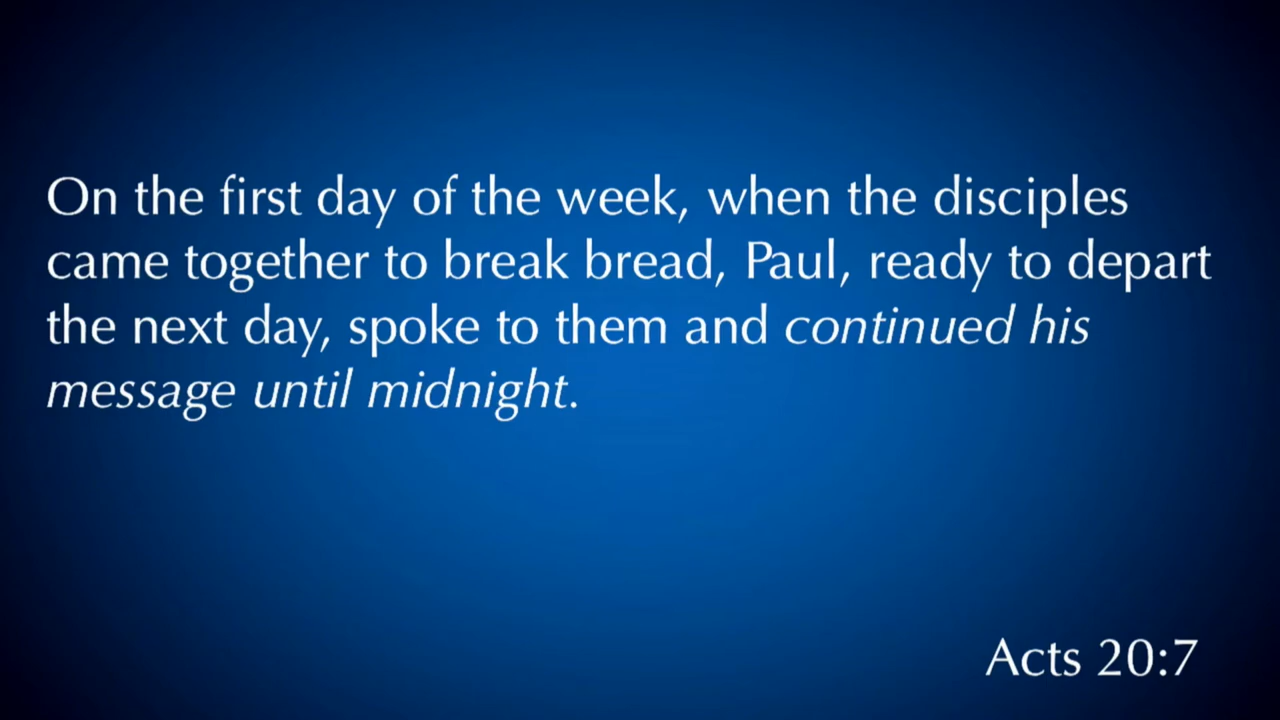 On the first day of the week, when the disciples
came together to break bread, Paul, ready to depart
the next day, spoke to them and continued his
message until midnight.
Acts 20:7